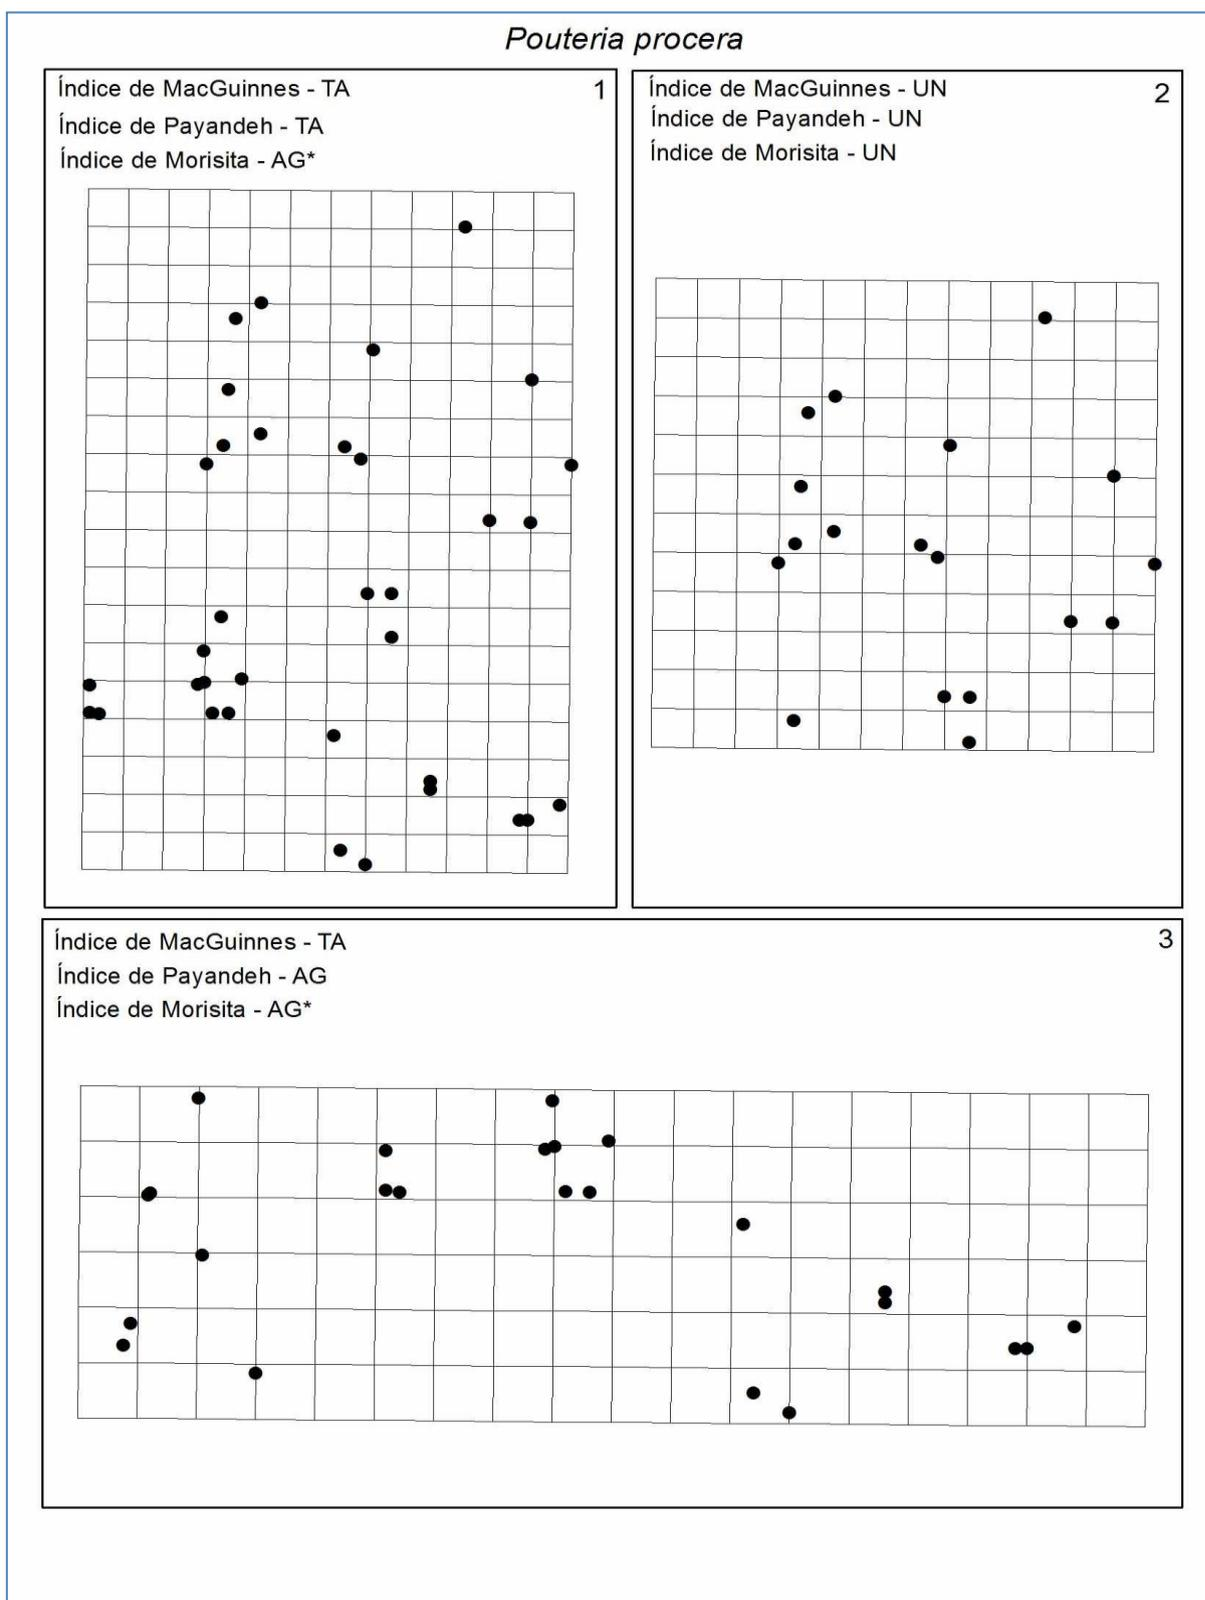 Pouteria procera
Índice de MacGuinnes - TA
1
Índice de Payandeh - TA
Índice de Morisita - AG*
Índice de MacGuinnes - UN
2
Índice de Payandeh - UN
Índice de Morisita - UN
Índice de MacGuinnes - TA
3
Índice de Payandeh - AG
Índice de Morisita - AG*